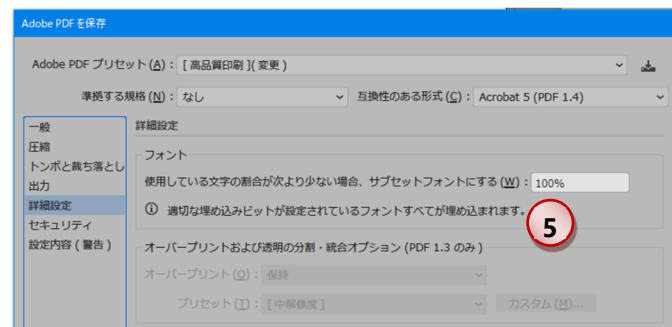 Adobe PDF を保存
Adobe PDF プリセット (A) : [ 高品質印刷 ]( 変更 )
準拠する規格 (N) : なし 互換性のある形式 (C) : Acrobat 5 (PDF 1.4)
一般
圧縮
トンボと裁ち落とし
出力
詳細設定
セキュリティ
設定内容 ( 警告 )
詳細設定
フォント
使用している文字の割合が次より少ない場合、サブセットフォントにする (W) : 100%
適切な埋め込みビットが設定されているフォントすべてが埋め込まれます。
5
オーバープリントおよび透明の分割・統合オプション (PDF 1.3 のみ )
オーバープリント (O) : 保持
プリセット (T) : [ 中解像度 ] カスタム (M)...